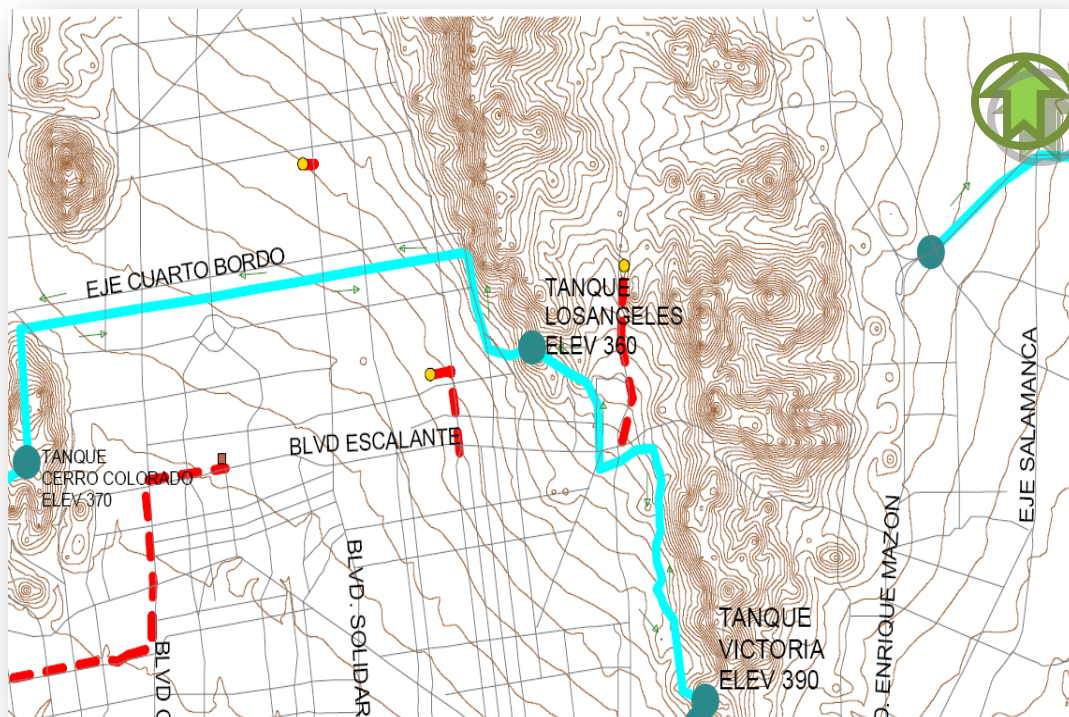 EJE CUARTO BORDO
TANQUE
LOSANGELES
ELEV 360
EJE SALAMANCA
BLVD ESCALANTE
TANQUE
CERRO COLORADO
ELEV 370
BLVD. SOLIDAR
D. ENRIQUE MAZON
TANQUE
VICTORIA
ELEV 390
BLVD